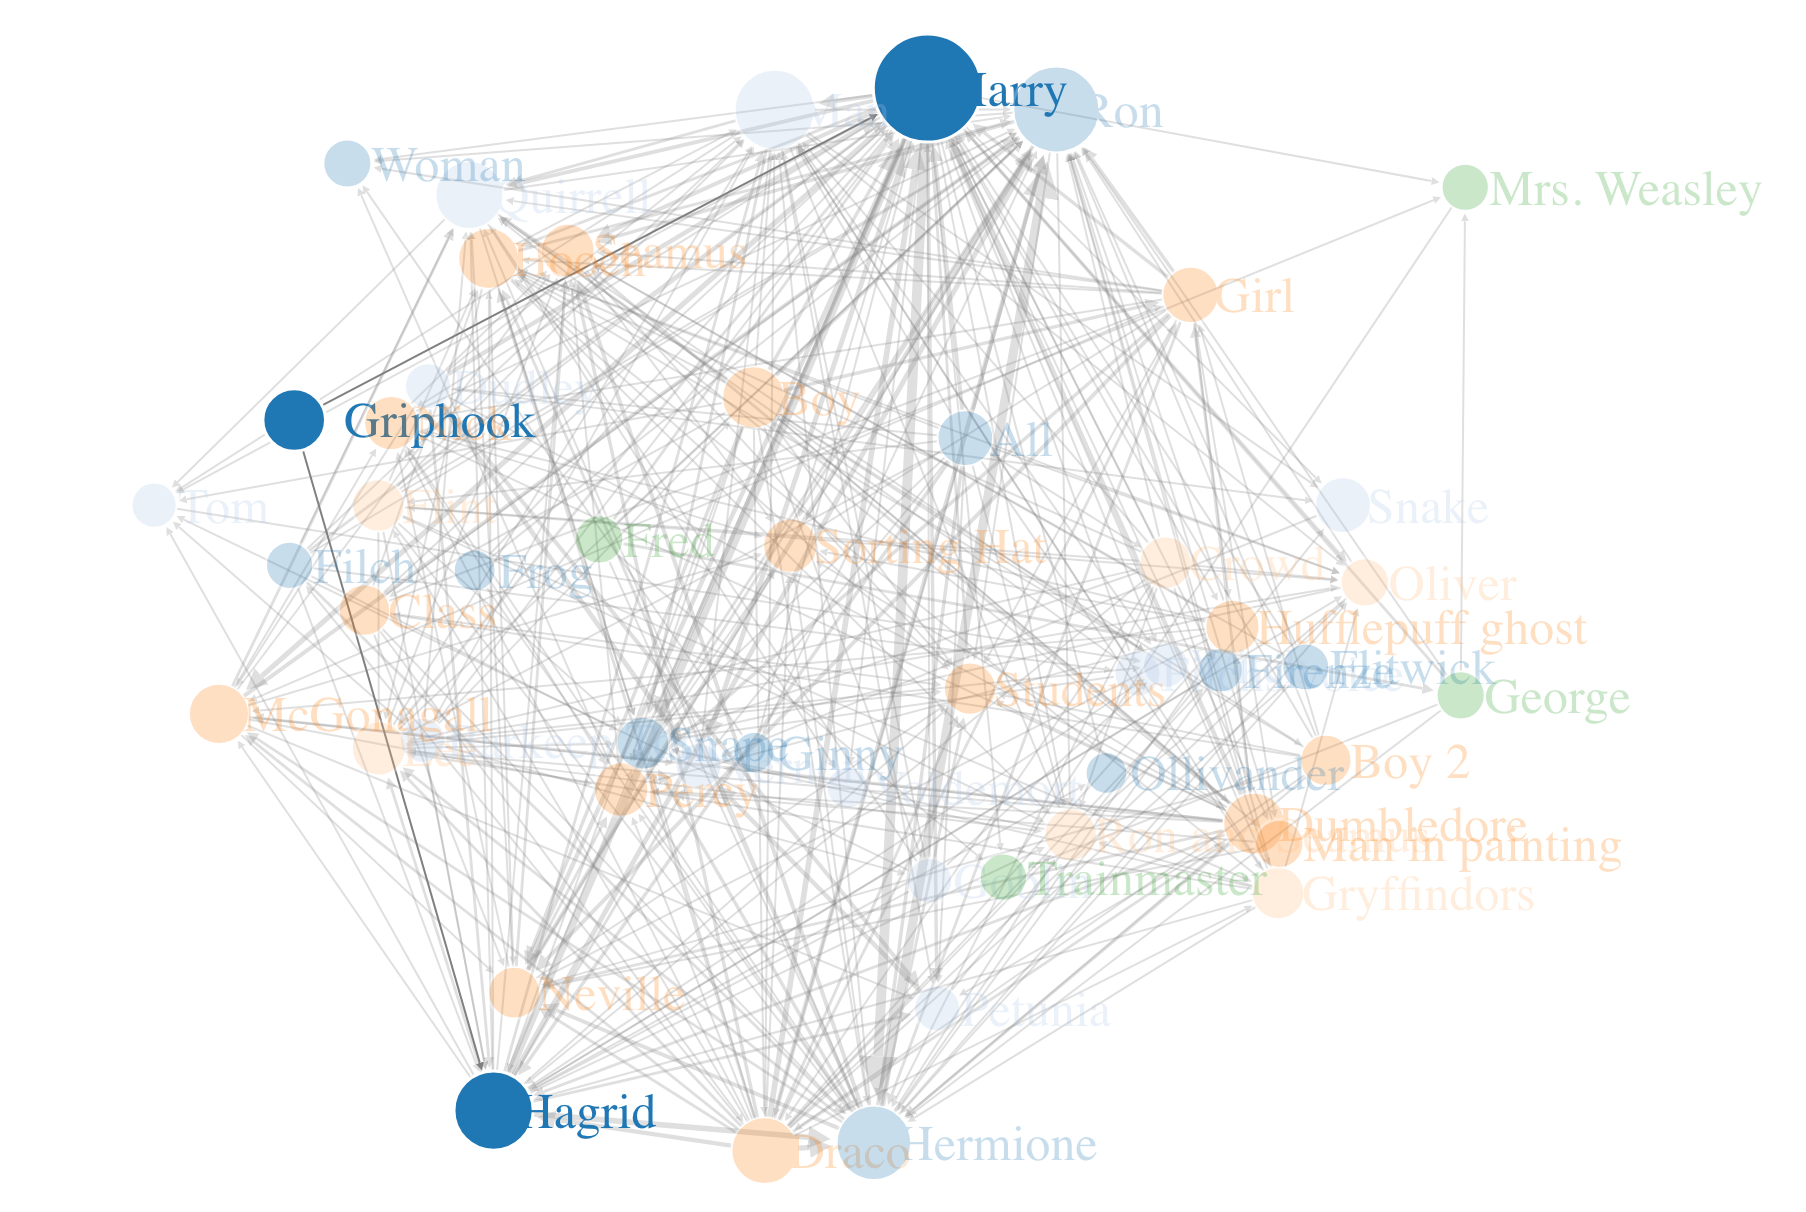 Harry
Ron
Woman
Mrs. Weasley
Quirrell
Seamus
Girl
Boy
Griphook
All
Tom
Snake
Fred
Sorting Hat
Crowd
Filch
Frog
Oliver
Class
Hufflepuff ghost
Firenze
Flitwick
Students
George
McGonagall
Snape
Ginny
Boy 2
Ollivander
Percy
Dumbledore
Man in painting
Trainmaster
Gryffindors
Neville
Petunia
Hagrid
Draco
Hermione